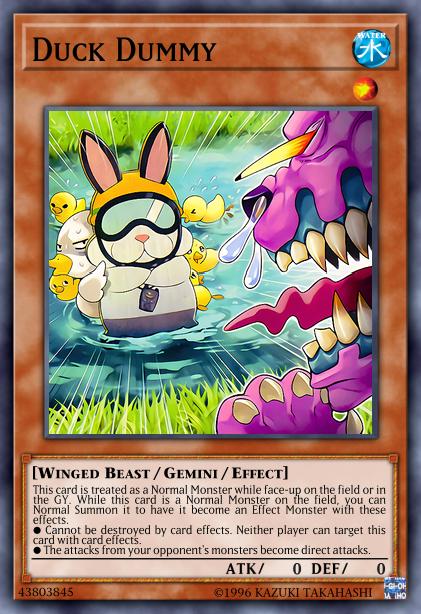 DUCK DUMMY
WATER
水
[WINGED BEAST / GEMINI / EFFECT]
This card is treated as a Normal Monster while face-up on the field or in
the GY. While this card is a Normal Monster on the field, you can
Normal Summon it to have it become an Effect Monster with these
effects.
● Cannot be destroyed by card effects. Neither player can target
this card with card effects.
● The attacks from your opponent's monsters become direct attacks.
ATK/ 0 DEF/ 0
43803845 ©1996 KAZUKI TAKAHASHI